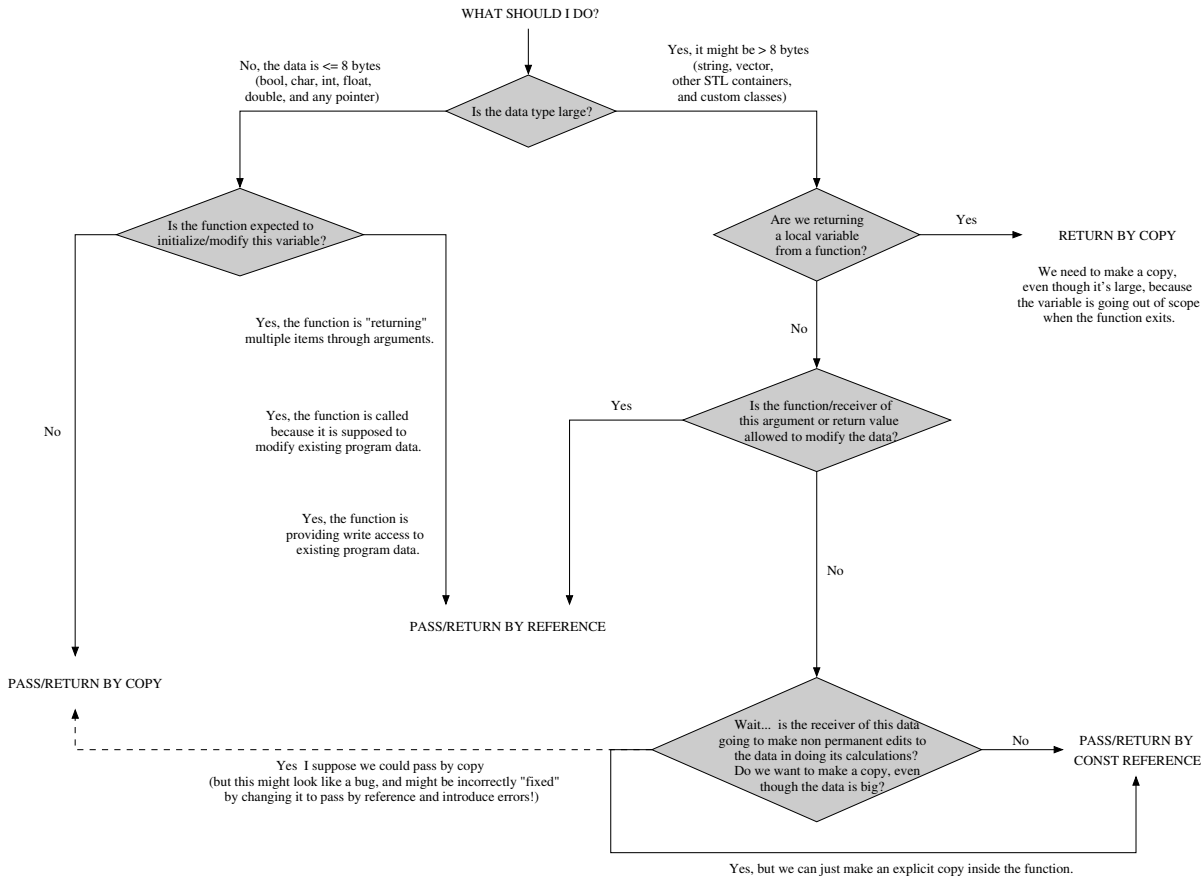 WHAT SHOULD I DO?
No, the data is <= 8 bytes
(bool, char, int, float,
double, and any pointer)
Yes, it might be > 8 bytes
(string, vector,
other STL containers,
and custom classes)
Is the data type large?
Is the function expected to
initialize/modify this variable?
Are we returning
a local variable
from a function?
Yes
RETURN BY COPY
We need to make a copy,
even though it's large, because
the variable is going out of scope
when the function exits.
Yes, the function is "returning"
multiple items through arguments.
No
Yes, the function is called
because it is supposed to
modify existing program data.
No
Yes
Is the function/receiver of
this argument or return value
allowed to modify the data?
Yes, the function is
providing write access to
existing program data.
No
PASS/RETURN BY REFERENCE
PASS/RETURN BY COPY
Wait... is the receiver of this data
going to make non permanent edits to
the data in doing its calculations?
Do we want to make a copy, even
though the data is big?
No
PASS/RETURN BY
CONST REFERENCE
Yes I suppose we could pass by copy
(but this might look like a bug, and might be incorrectly "fixed"
by changing it to pass by reference and introduce errors!)
Yes, but we can just make an explicit copy inside the function.